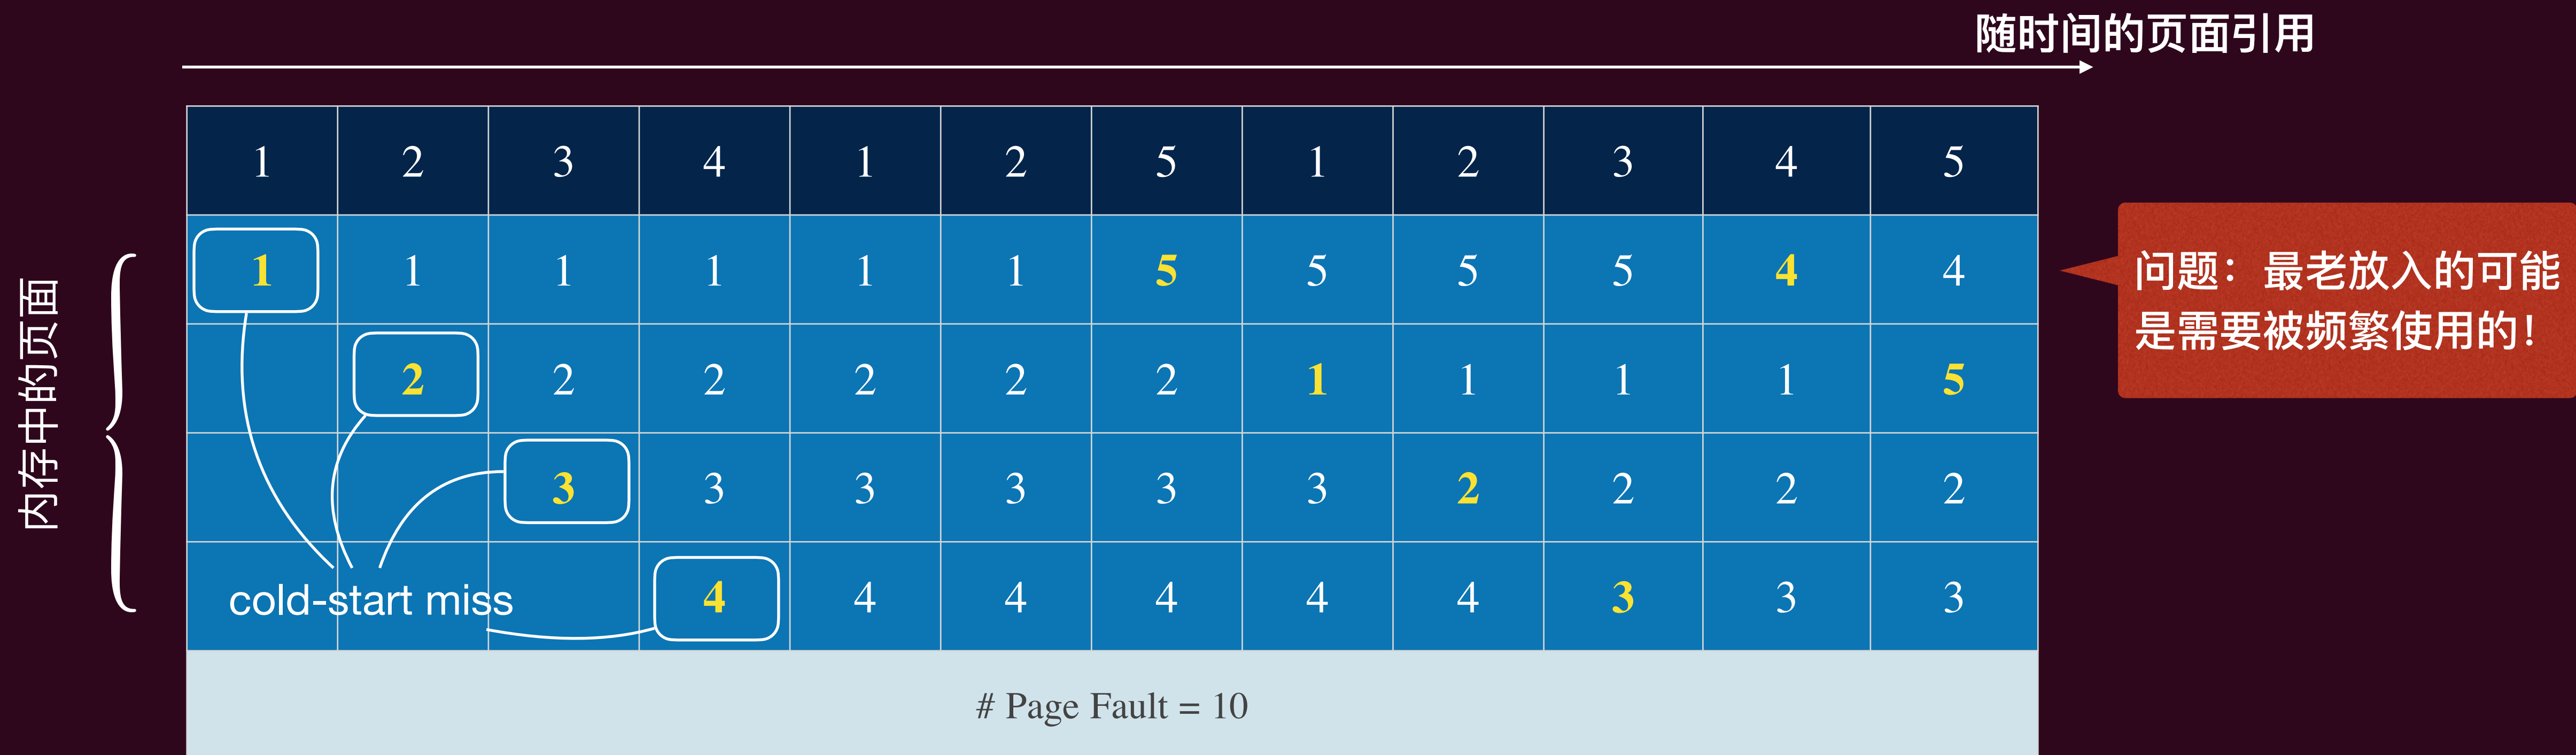 随时间的页面引用
1 2 3 4 1 2 5 1 2 3 4 5
1 1 1 1 1 1 5 5 5 5 4 4
2 2 2 2 2 2 1 1 1 1 5
3 3 3 3 3 3 2 2 2 2
cold-start miss 4 4 4 4 4 4 3 3 3
# Page Fault = 10
内存中的页面
问题：最老放入的可能
是需要被频繁使用的！